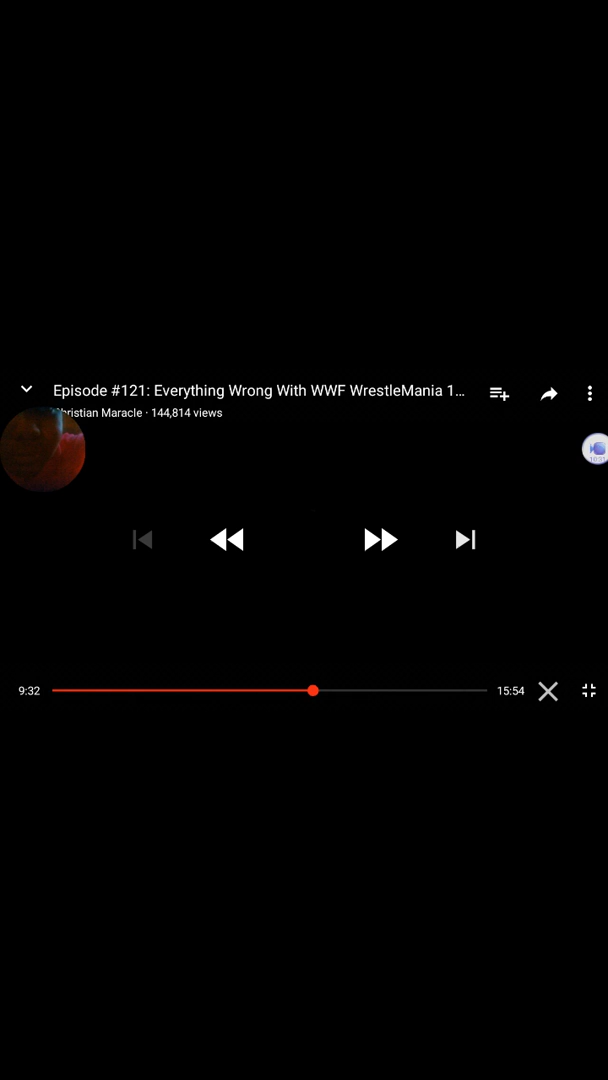 Episode #121: Everything Wrong With WWF WrestleMania 1...
hristian Maracle · 144,814 views
9:32
15:54